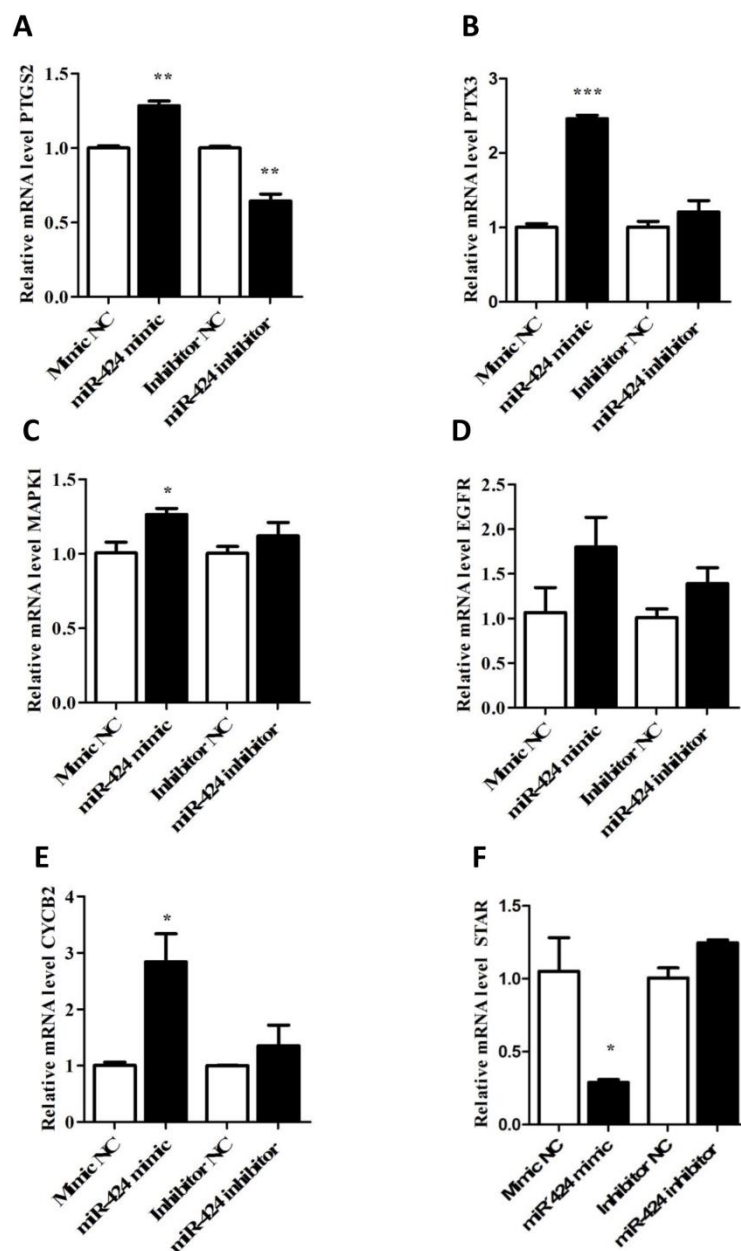 A
Relative mRNA level PTGS2
1.5
1.0
0.5
0.0
**
**
Mimic NC
miR-424 mimic
Inhibitor NC
miR-424 inhibitor
B
Relative mRNA level PTX3
3
2
1
0
***
Mimic NC
miR-424 mimic
Inhibitor NC
miR-424 inhibitor
C
Relative mRNA level MAPK1
1.5
1.0
0.5
0.0
*
Mimic NC
miR-424 mimic
Inhibitor NC
miR-424 inhibitor
D
Relative mRNA level EGFR
2.5
2.0
1.5
1.0
0.5
0.0
Mimic NC
miR-424 mimic
Inhibitor NC
miR-424 inhibitor
E
Relative mRNA level CYCB2
4
3
2
1
0
*
Mimic NC
miR-424 mimic
Inhibitor NC
miR-424 inhibitor
F
Relative mRNA level STAR
1.5
1.0
0.5
0.0
*
Mimic NC
miR-424 mimic
Inhibitor NC
miR-424 inhibitor